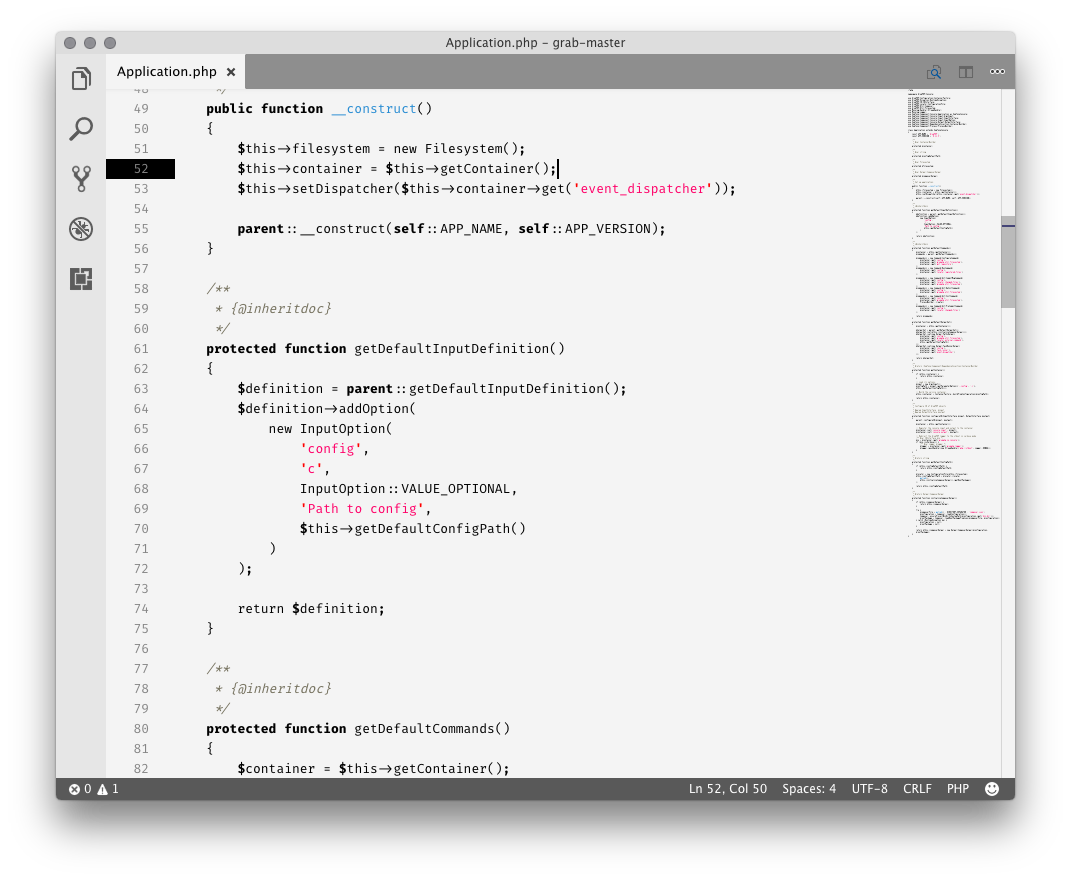 Application.php – grab-master
Application.php ×
48 */
49 public function __construct()
50 {
51 $this->filesystem = new Filesystem();
52 $this->container = $this->getContainer();
53 $this->setDispatcher($this->container->get('event_dispatcher'));
54
55 parent::__construct(self::APP_NAME, self::APP_VERSION);
56 }
57
58 /**
59 * {@inheritdoc}
60 */
61 protected function getDefaultInputDefinition()
62 {
63 $definition = parent::getDefaultInputDefinition();
64 $definition->addOption(
65 new InputOption(
66 'config',
67 'c',
68 InputOption::VALUE_OPTIONAL,
69 'Path to config',
70 $this->getDefaultConfigPath()
71 )
72 );
73
74 return $definition;
75 }
76
77 /**
78 * {@inheritdoc}
79 */
80 protected function getDefaultCommands()
81 {
82 $container = $this->getContainer();
0 1 Ln 52, Col 50 Spaces: 4 UTF-8 CRLF PHP